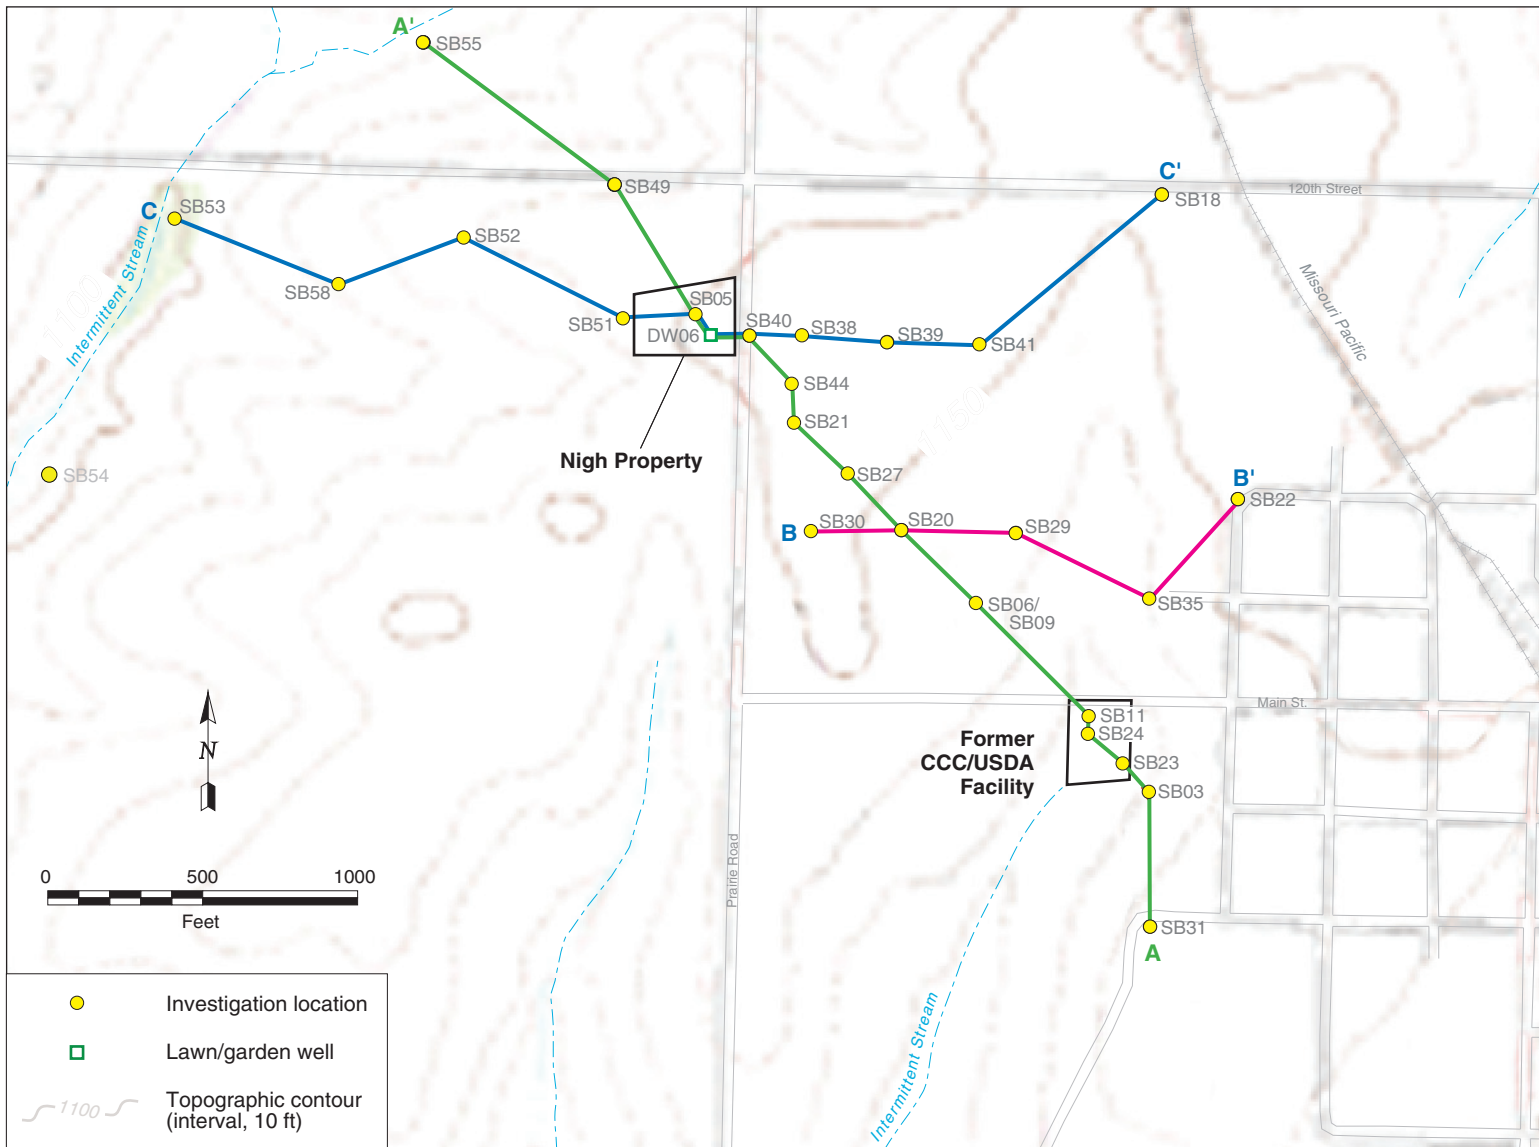 A'
SB55
SB49
120th Street
C'
SB18
C
SB53
SB52
SB58
SB51
SB05
DW06
SB40
SB38
SB39
SB41
1100
Intermittent Stream
Missouri Pacific
SB44
SB21
1150
Nigh Property
SB27
SB54
B'
SB22
B
SB30
SB20
SB29
SB35
SB06/
SB09
Main St.
SB11
SB24
SB23
SB03
Former
CCC/USDA
Facility
N
Prairie Road
0 500 1000
Feet
SB31
A
Intermittent Stream
Investigation location
Lawn/garden well
1100
Topographic contour
(interval, 10 ft)